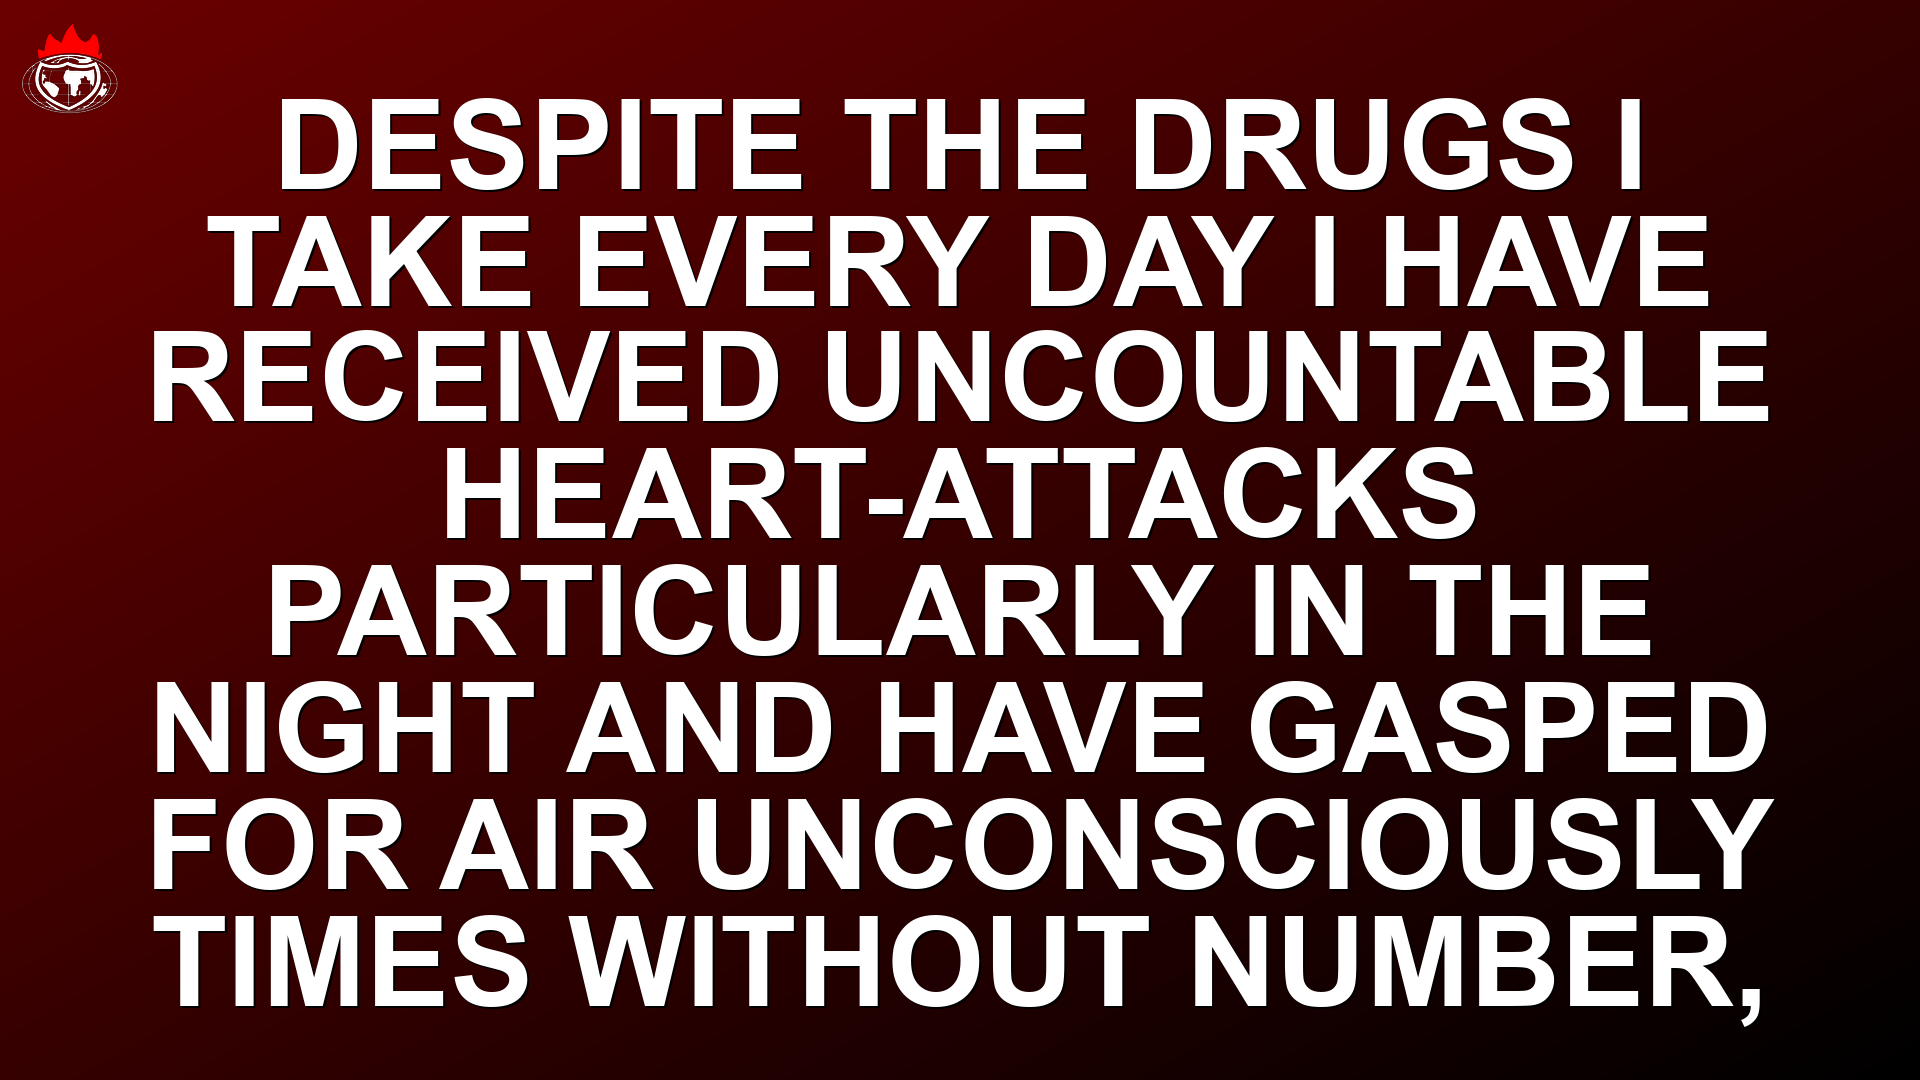 DESPITE THE DRUGS I
TAKE EVERY DAY I HAVE
RECEIVED UNCOUNTABLE
HEART-ATTACKS
PARTICULARLY IN THE
NIGHT AND HAVE GASPED
FOR AIR UNCONSCIOUSLY
TIMES WITHOUT NUMBER,